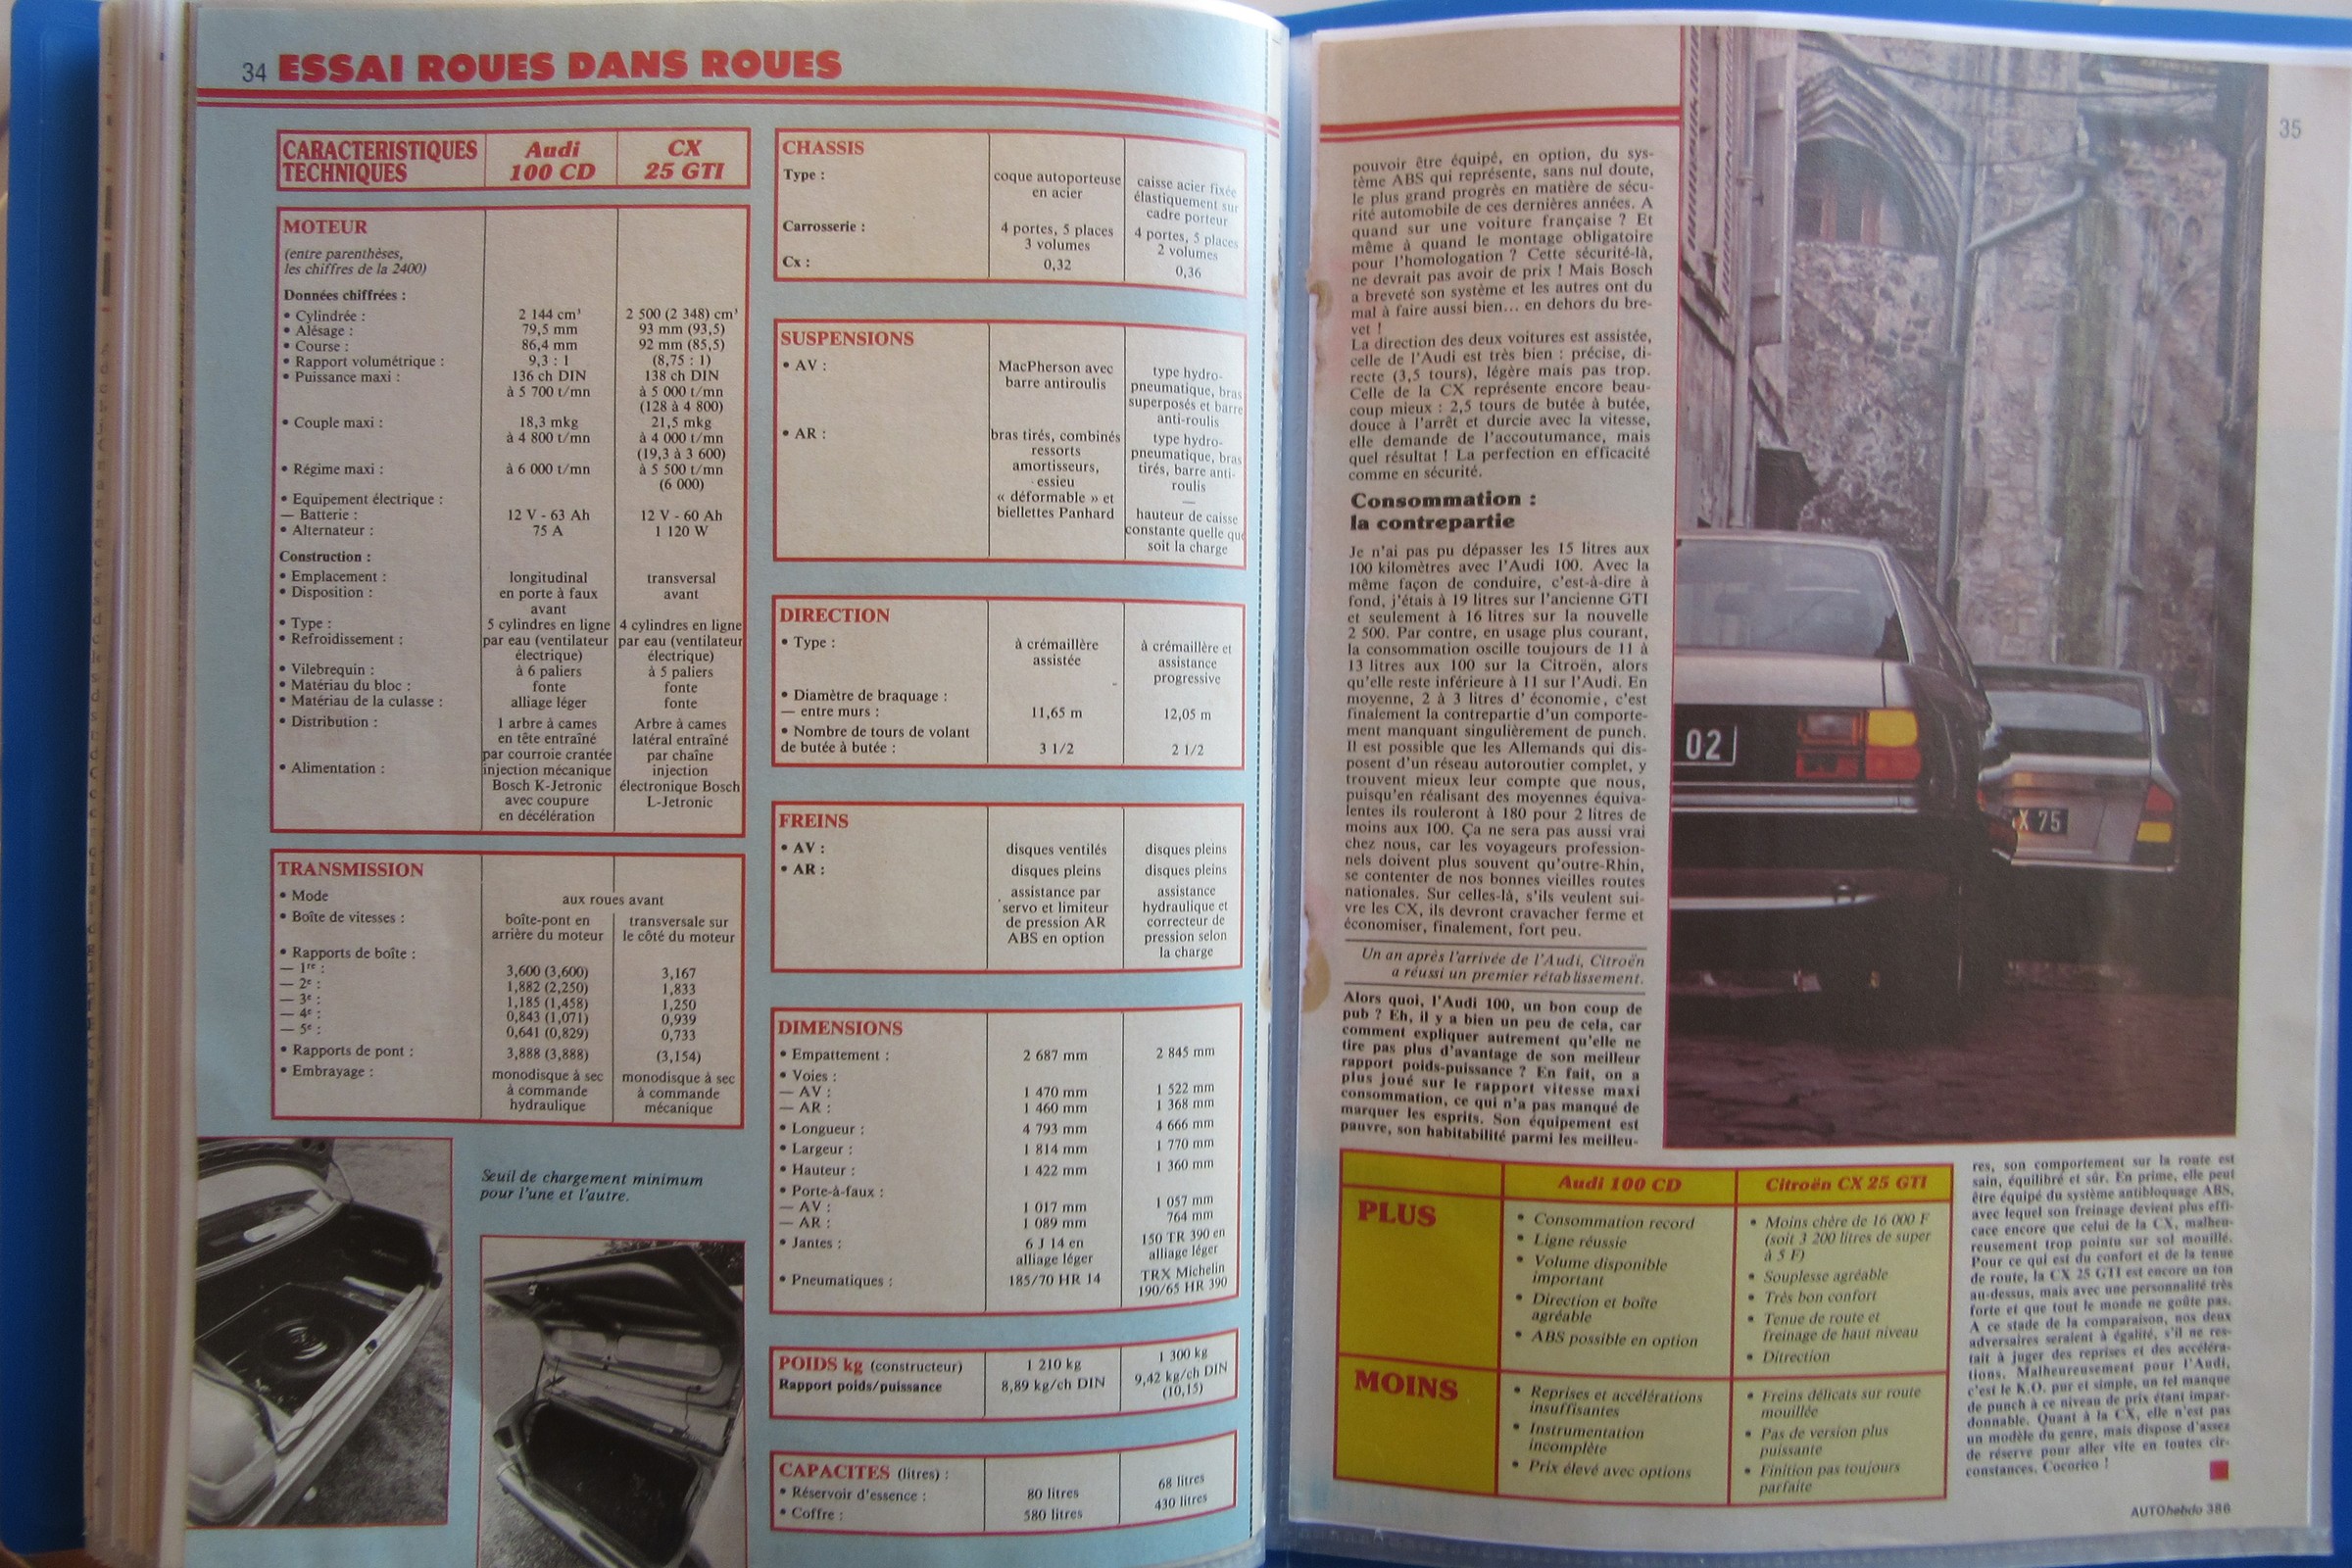 34 ESSAI ROUES DANS ROUES
CARACTERISTIQUES TECHNIQUES
Audi 100 CD
CX 25 GTI
MOTEUR
(entre parenthèses,
les chiffres de la 2400)
Données chiffrées :
• Cylindrée : 2 144 cm³ 2 500 (2 348) cm³
• Alésage : 79,5 mm 93 mm (93,5)
• Course : 86,4 mm 92 mm (85,5)
• Rapport volumétrique : 9,3 : 1 (8,75 : 1)
• Puissance maxi : 136 ch DIN 138 ch DIN
à 5 700 t/mn à 5 000 t/mn
(128 à 4 800)
• Couple maxi : 18,3 mkg 21,5 mkg
à 4 800 t/mn à 4 000 t/mn
(19,3 à 3 600)
• Régime maxi : à 6 000 t/mn à 5 500 t/mn
(6 000)
• Equipement électrique :
— Batterie : 12 V - 63 Ah 12 V - 60 Ah
• Alternateur : 75 A 1 120 W
Construction :
• Emplacement : longitudinal transversal
• Disposition : en porte à faux avant
avant
• Type : 5 cylindres en ligne 4 cylindres en ligne
• Refroidissement : par eau (ventilateur par eau (ventilateur
électrique) électrique)
• Vilebrequin : à 6 paliers à 5 paliers
• Matériau du bloc : fonte fonte
• Matériau de la culasse : alliage léger fonte
• Distribution : 1 arbre à cames Arbre à cames
en tête entraîné latéral entraîné
par courroie crantée par chaîne
• Alimentation : injection mécanique injection
Bosch K-Jetronic électronique Bosch
avec coupure L-Jetronic
en décélération
TRANSMISSION
• Mode aux roues avant
• Boîte de vitesses : boîte-pont en transversale sur
arrière du moteur le côté du moteur
• Rapports de boîte :
— 1re : 3,600 (3,600) 3,167
— 2e : 1,882 (2,250) 1,833
— 3e : 1,185 (1,458) 1,250
— 4e : 0,843 (1,071) 0,939
— 5e : 0,641 (0,829) 0,733
• Rapports de pont : 3,888 (3,888) (3,154)
• Embrayage : monodisque à sec monodisque à sec
à commande à commande
hydraulique mécanique
Seuil de chargement minimum
pour l'une et l'autre.
CHASSIS
Type : coque autoporteuse caisse acier fixée
en acier élastiquement sur
cadre porteur
Carrosserie : 4 portes, 5 places 4 portes, 5 places
3 volumes 2 volumes
Cx : 0,32 0,36
SUSPENSIONS
• AV : MacPherson avec type hydro-
barre antiroulis pneumatique, bras
superposés et barre
anti-roulis
• AR : bras tirés, combinés type hydro-
ressorts pneumatique, bras
amortisseurs, tirés, barre anti-
essieu roulis
« déformable » et —
biellettes Panhard hauteur de caisse
constante quelle que
soit la charge
DIRECTION
• Type : à crémaillère à crémaillère et
assistée assistance
progressive
• Diamètre de braquage :
— entre murs : 11,65 m 12,05 m
• Nombre de tours de volant
de butée à butée : 3 1/2 2 1/2
FREINS
• AV : disques ventilés disques pleins
• AR : disques pleins disques pleins
assistance par assistance
servo et limiteur hydraulique et
de pression AR correcteur de
ABS en option pression selon
la charge
DIMENSIONS
• Empattement : 2 687 mm 2 845 mm
• Voies :
— AV : 1 470 mm 1 522 mm
— AR : 1 460 mm 1 368 mm
• Longueur : 4 793 mm 4 666 mm
• Largeur : 1 814 mm 1 770 mm
• Hauteur : 1 422 mm 1 360 mm
• Porte-à-faux :
— AV : 1 017 mm 1 057 mm
— AR : 1 089 mm 764 mm
• Jantes : 6 J 14 en 150 TR 390 en
alliage léger alliage léger
• Pneumatiques : 185/70 HR 14 TRX Michelin
190/65 HR 390
POIDS kg (constructeur) 1 210 kg 1 300 kg
Rapport poids/puissance 8,89 kg/ch DIN 9,42 kg/ch DIN
(10,15)
CAPACITES (litres) :
• Réservoir d'essence : 80 litres 68 litres
• Coffre : 580 litres 430 litres
35
pouvoir être équipé, en option, du sys-
tème ABS qui représente, sans nul doute,
le plus grand progrès en matière de sécu-
rité automobile de ces dernières années. A
quand sur une voiture française ? Et
même à quand le montage obligatoire
pour l'homologation ? Cette sécurité-là,
ne devrait pas avoir de prix ! Mais Bosch
a breveté son système et les autres ont du
mal à faire aussi bien... en dehors du bre-
vet !
La direction des deux voitures est assistée,
celle de l'Audi est très bien : précise, di-
recte (3,5 tours), légère mais pas trop.
Celle de la CX représente encore beau-
coup mieux : 2,5 tours de butée à butée,
douce à l'arrêt et durcie avec la vitesse,
elle demande de l'accoutumance, mais
quel résultat ! La perfection en efficacité
comme en sécurité.
Consommation :
la contrepartie
Je n'ai pas pu dépasser les 15 litres aux
100 kilomètres avec l'Audi 100. Avec la
même façon de conduire, c'est-à-dire à
fond, j'étais à 19 litres sur l'ancienne GTI
et seulement à 16 litres sur la nouvelle
2 500. Par contre, en usage plus courant,
la consommation oscille toujours de 11 à
13 litres aux 100 sur la Citroën, alors
qu'elle reste inférieure à 11 sur l'Audi. En
moyenne, 2 à 3 litres d'économie, c'est
finalement la contrepartie d'un comporte-
ment manquant singulièrement de punch.
Il est possible que les Allemands qui dis-
posent d'un réseau autoroutier complet, y
trouvent mieux leur compte que nous,
puisqu'en réalisant des moyennes équiva-
lentes ils rouleront à 180 pour 2 litres de
moins aux 100. Ça ne sera pas aussi vrai
chez nous, car les voyageurs profession-
nels doivent plus souvent qu'outre-Rhin,
se contenter de nos bonnes vieilles routes
nationales. Sur celles-là, s'ils veulent sui-
vre les CX, ils devront cravacher ferme et
économiser, finalement, fort peu.
Un an après l'arrivée de l'Audi, Citroën
a réussi un premier rétablissement.
Alors quoi, l'Audi 100, un bon coup de
pub ? Eh, il y a bien un peu de cela, car
comment expliquer autrement qu'elle ne
tire pas plus d'avantage de son meilleur
rapport poids-puissance ? En fait, on a
plus joué sur le rapport vitesse maxi
consommation, ce qui n'a pas manqué de
marquer les esprits. Son équipement est
pauvre, son habitabilité parmi les meilleu-
02
X 75
Audi 100 CD
Citroën CX 25 GTI
PLUS
• Consommation record
• Ligne réussie
• Volume disponible
important
• Direction et boîte
agréable
• ABS possible en option
• Moins chère de 16 000 F
(soit 3 200 litres de super
à 5 F)
• Souplesse agréable
• Très bon confort
• Tenue de route et
freinage de haut niveau
• Ditrection
MOINS
• Reprises et accélérations
insuffisantes
• Instrumentation
incomplète
• Prix élevé avec options
• Freins délicats sur route
mouillée
• Pas de version plus
puissante
• Finition pas toujours
parfaite
res, son comportement sur la route est
sain, équilibré et sûr. En prime, elle peut
être équipé du système antibloquage ABS,
avec lequel son freinage devient plus effi-
cace encore que celui de la CX, malheu-
reusement trop pointu sur sol mouillé.
Pour ce qui est du confort et de la tenue
de route, la CX 25 GTI est encore un ton
au-dessus, mais avec une personnalité très
forte et que tout le monde ne goûte pas.
A ce stade de la comparaison, nos deux
adversaires seraient à égalité, s'il ne res-
tait à juger des reprises et des accéléra-
tions. Malheureusement pour l'Audi,
c'est le K.O. pur et simple, un tel manque
de punch à ce niveau de prix étant impar-
donnable. Quant à la CX, elle n'est pas
un modèle du genre, mais dispose d'assez
de réserve pour aller vite en toutes cir-
constances. Cocorico !
AUTOhebdo 386